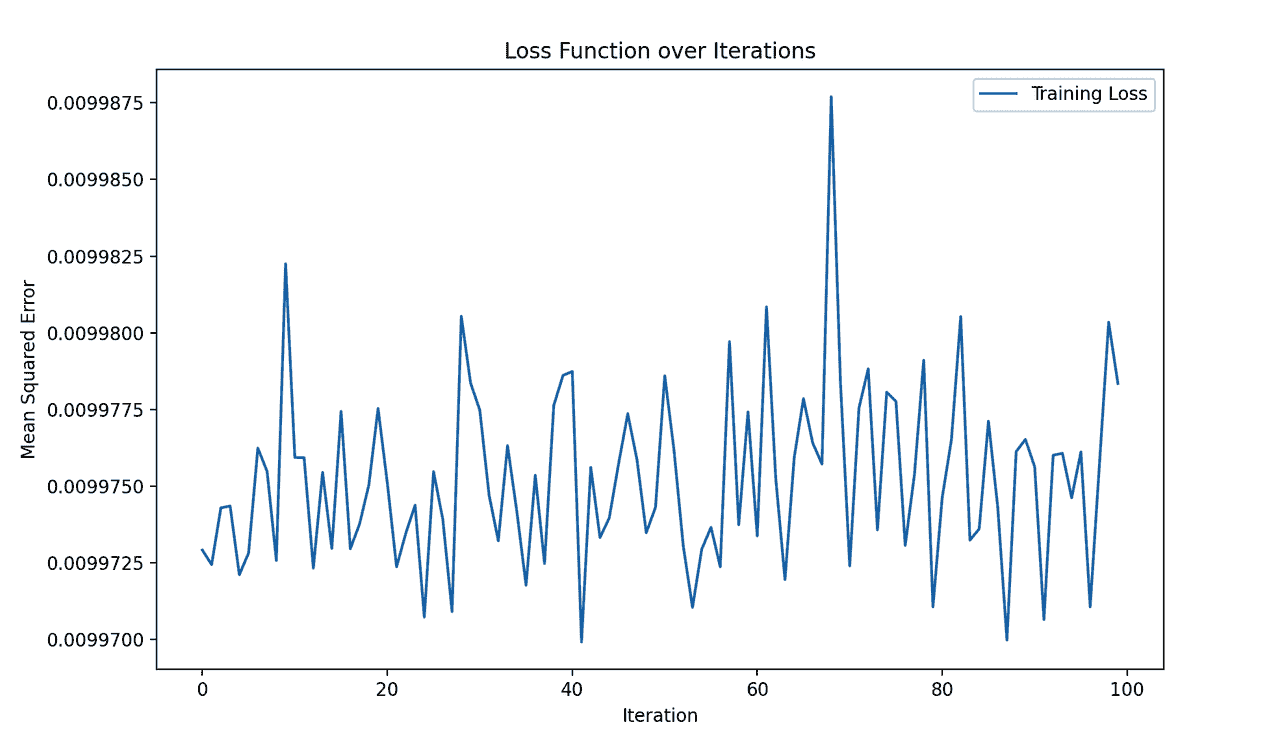 Loss Function over Iterations
Training Loss
Mean Squared Error
0.0099875
0.0099850
0.0099825
0.0099800
0.0099775
0.0099750
0.0099725
0.0099700
0 20 40 60 80 100
Iteration